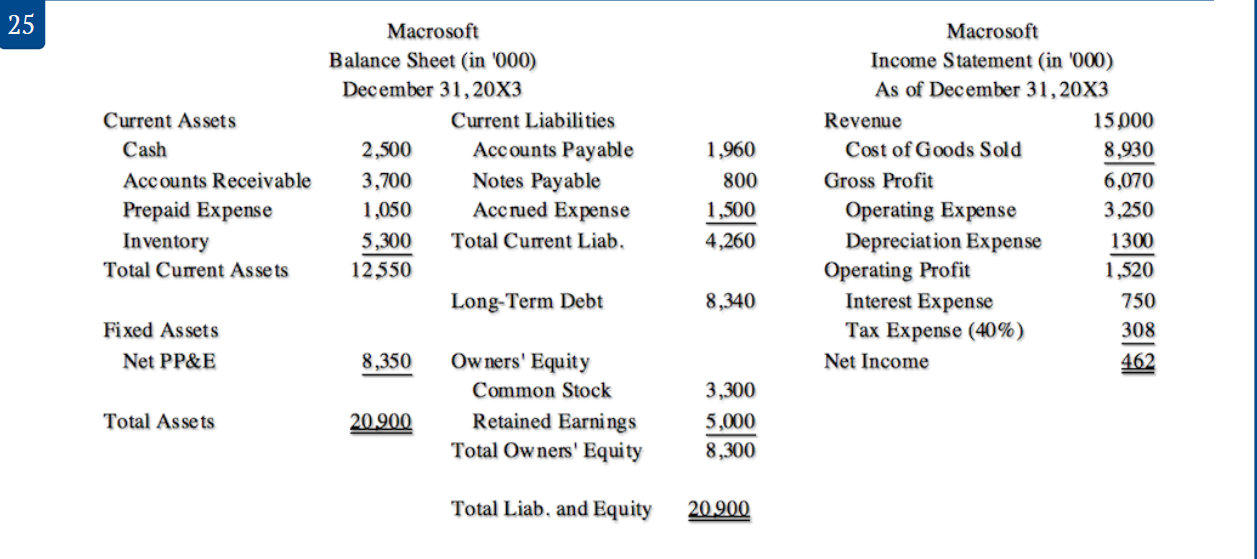 25
Macrosoft Macrosoft
Balance Sheet (in '000) Income Statement (in '000)
December 31, 20X3 As of December 31, 20X3
Current Assets Current Liabilities Revenue 15,000
Cash 2,500 Accounts Payable 1,960 Cost of Goods Sold 8,930
Accounts Receivable 3,700 Notes Payable 800 Gross Profit 6,070
Prepaid Expense 1,050 Accrued Expense 1,500 Operating Expense 3,250
Inventory 5,300 Total Current Liab. 4,260 Depreciation Expense 1300
Total Current Assets 12,550 Operating Profit 1,520
Long-Term Debt 8,340 Interest Expense 750
Fixed Assets Tax Expense (40%) 308
Net PP&E 8,350 Owners' Equity Net Income 462
Common Stock 3,300
Total Assets 20,900 Retained Earnings 5,000
Total Owners' Equity 8,300
Total Liab. and Equity 20,900